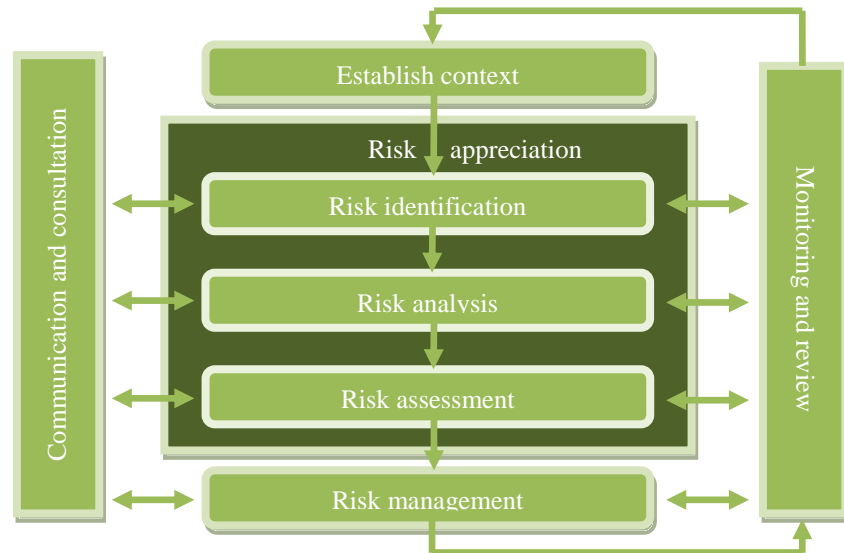 Establish context
Risk appreciation
Risk identification
Risk analysis
Risk assessment
Risk management
Communication and consultation
Monitoring and review